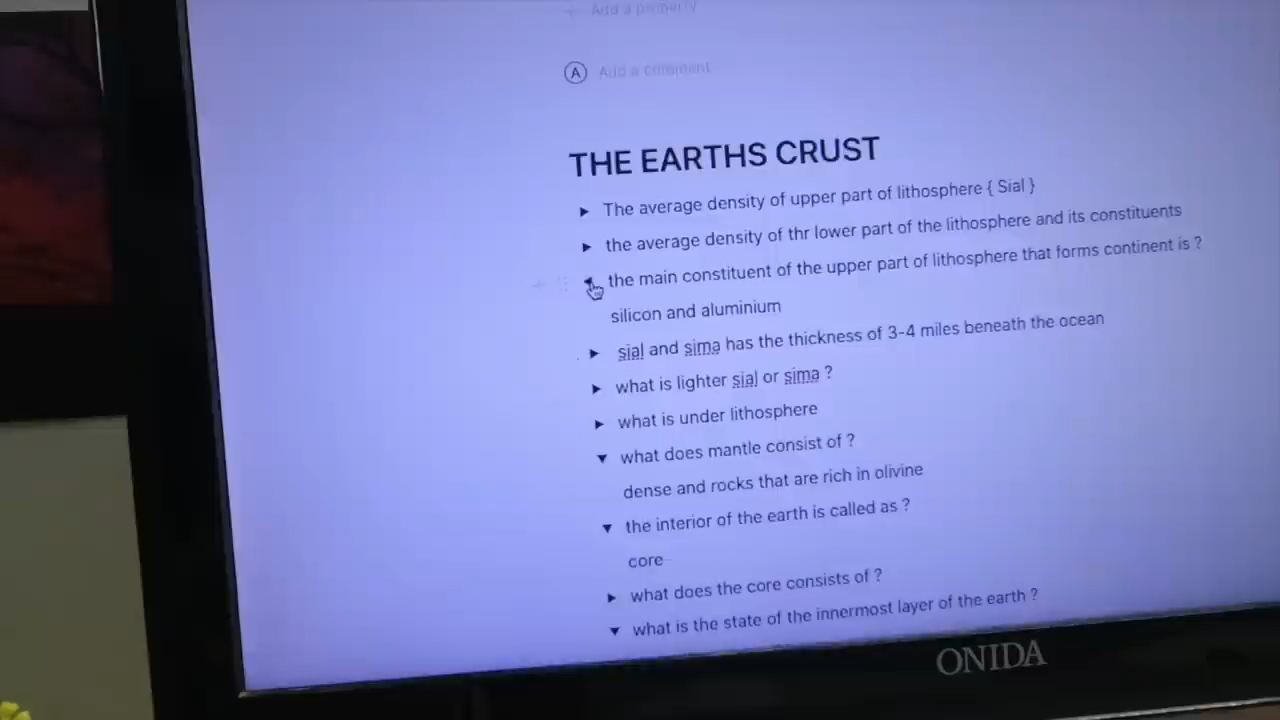 + Add a property
A Add a comment
THE EARTHS CRUST
The average density of upper part of lithosphere { Sial }
the average density of thr lower part of the lithosphere and its constituents
the main constituent of the upper part of lithosphere that forms continent is ?
silicon and aluminium
sial and sima has the thickness of 3-4 miles beneath the ocean
what is lighter sial or sima ?
what is under lithosphere
what does mantle consist of ?
dense and rocks that are rich in olivine
the interior of the earth is called as ?
core
what does the core consists of ?
what is the state of the innermost layer of the earth ?
ONIDA